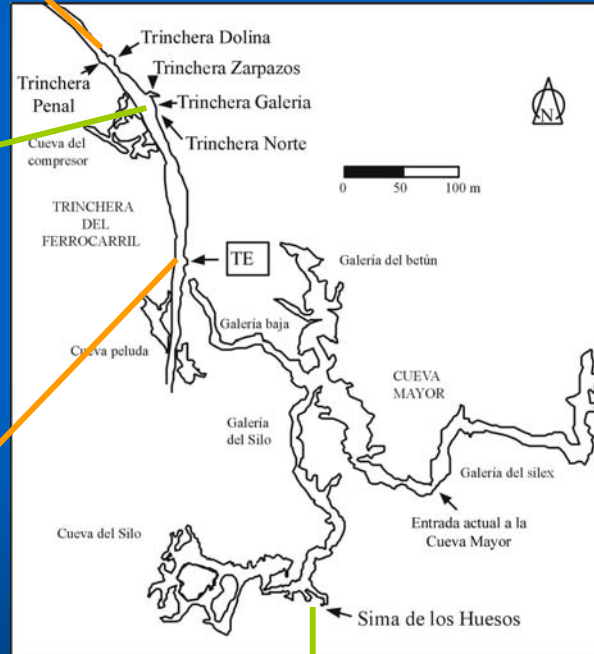 Trinchera Dolina
Trinchera Zarpazos
Trinchera
Penal
Trinchera Galería
Trinchera Norte
Cueva del
compresor
N
0 50 100 m
TRINCHERA
DEL
FERROCARRIL
TE
Galería del betún
Galería baja
Cueva peluda
CUEVA
MAYOR
Galería
del Silo
Galería del silex
Entrada actual a la
Cueva Mayor
Cueva del Silo
Sima de los Huesos